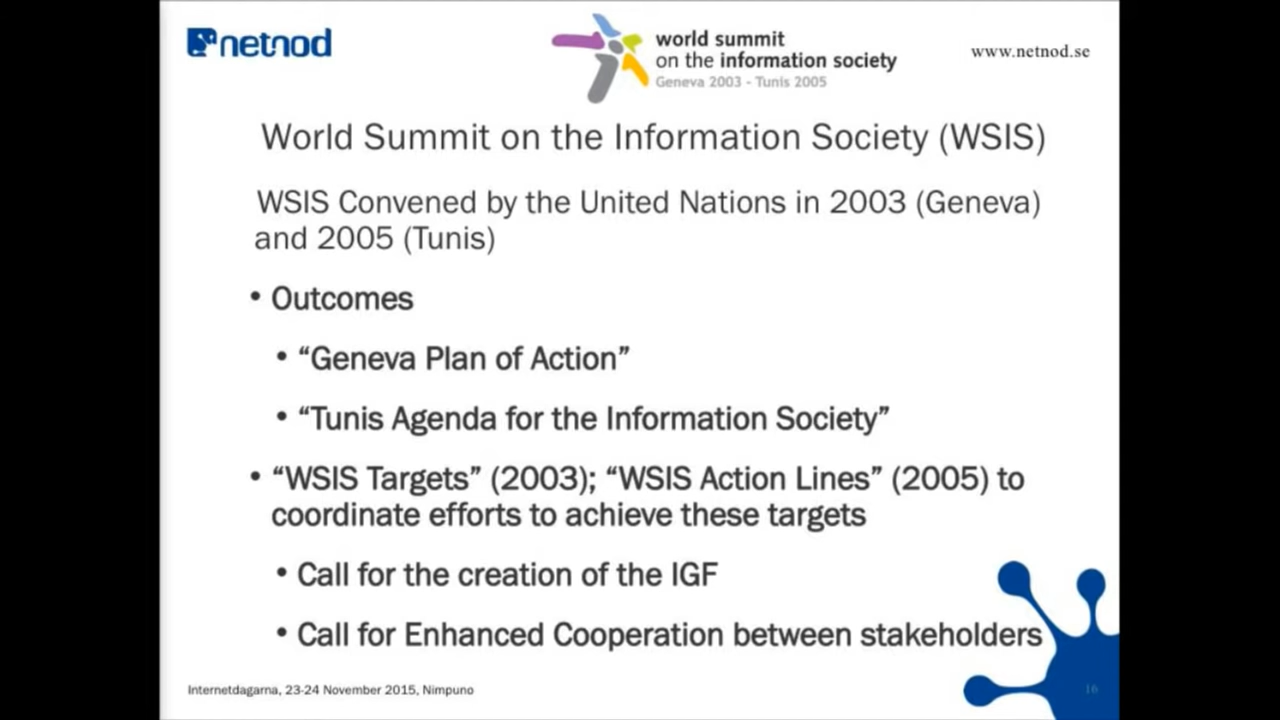 netnod
world summit
on the information society
Geneva 2003 - Tunis 2005
www.netnod.se
World Summit on the Information Society (WSIS)
WSIS Convened by the United Nations in 2003 (Geneva)
and 2005 (Tunis)
• Outcomes
• “Geneva Plan of Action”
• “Tunis Agenda for the Information Society”
• “WSIS Targets” (2003); “WSIS Action Lines” (2005) to
coordinate efforts to achieve these targets
• Call for the creation of the IGF
• Call for Enhanced Cooperation between stakeholders
Internetdagarna, 23-24 November 2015, Nimpuno
16